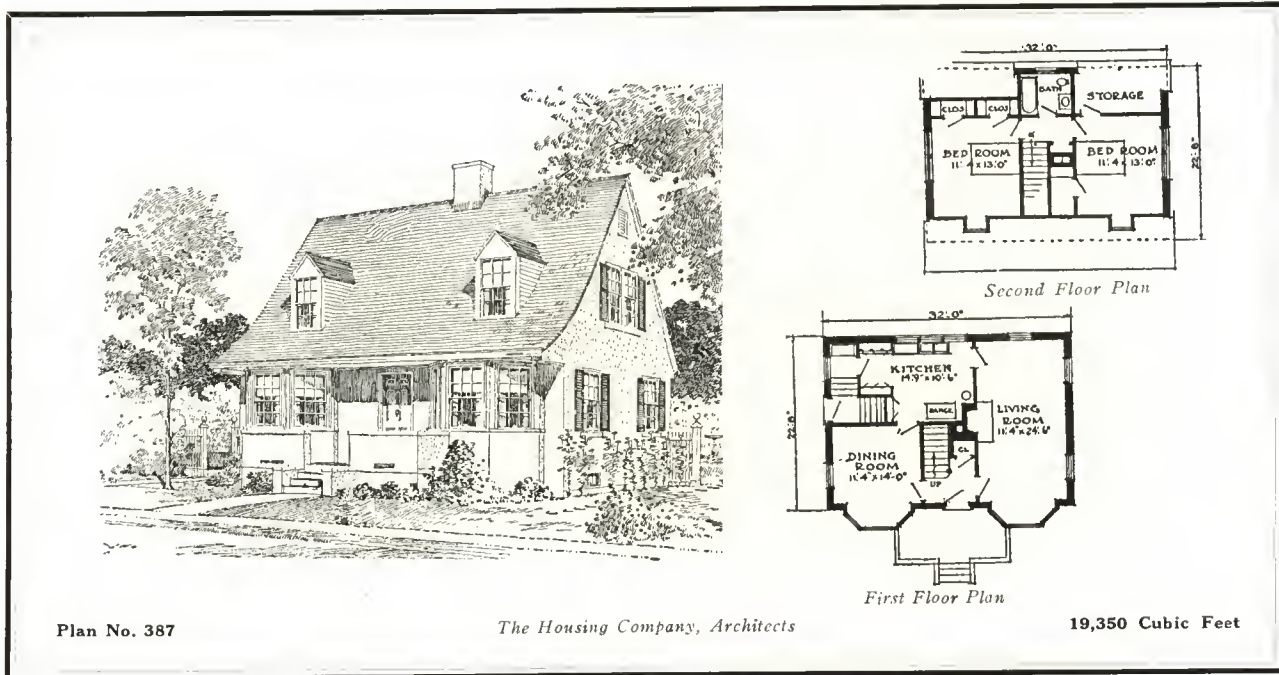 32'-0"
BATH
STORAGE
CLOS
CLOS
BED ROOM
11'-4 x 13'-0"
BED ROOM
11'-4 x 13'-0"
22'-6"
Second Floor Plan
32'-0"
KITCHEN
14'-9" x 10'-6"
RANGE
LIVING
ROOM
11'-4" x 24'-6"
22'-6"
DINING
ROOM
11'-4" x 14'-0"
CL
UP
First Floor Plan
Plan No. 387
The Housing Company, Architects
19,350 Cubic Feet